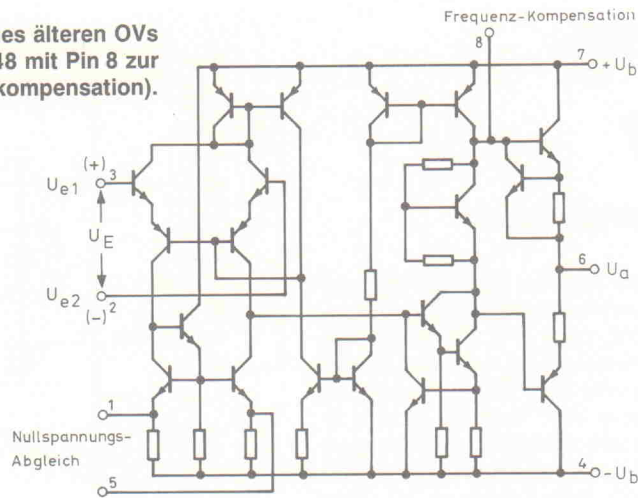 es älteren OVs
48 mit Pin 8 zur
kompensation).
Frequenz-Kompensation
8
7
+Ub
(+)
3
Ue1
UE
Ue2
(-)
2
6
Ua
1
Nullspannungs-
Abgleich
5
4
-Ub